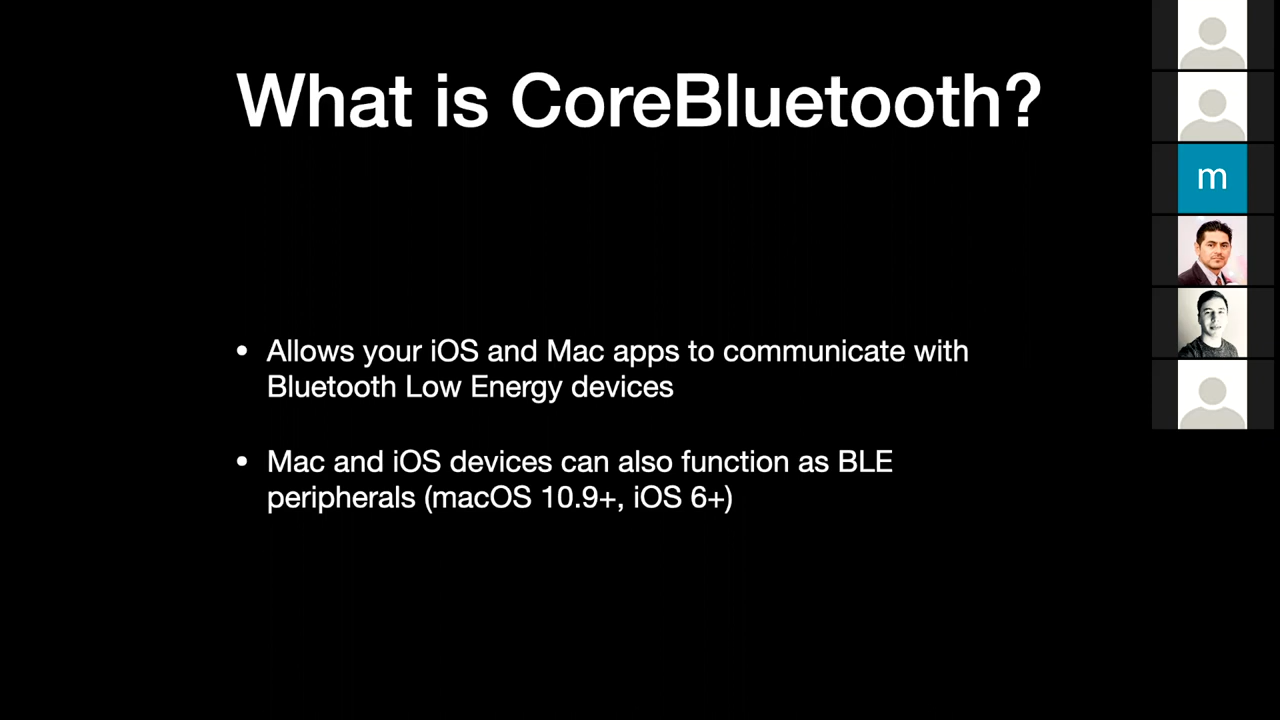 What is CoreBluetooth?
• Allows your iOS and Mac apps to communicate with
Bluetooth Low Energy devices
• Mac and iOS devices can also function as BLE
peripherals (macOS 10.9+, iOS 6+)
m